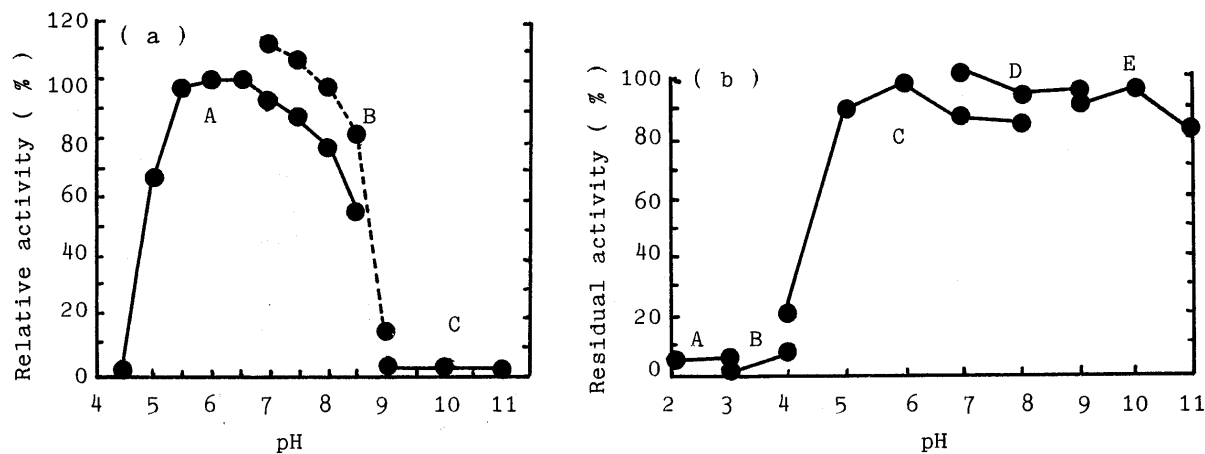 ( a )
Relative activity ( % )
120
100
80
60
40
20
0
A
B
C
4 5 6 7 8 9 10 11
pH
( b )
Residual activity ( % )
100
80
60
40
20
0
A
B
C
D
E
2 3 4 5 6 7 8 9 10 11
pH